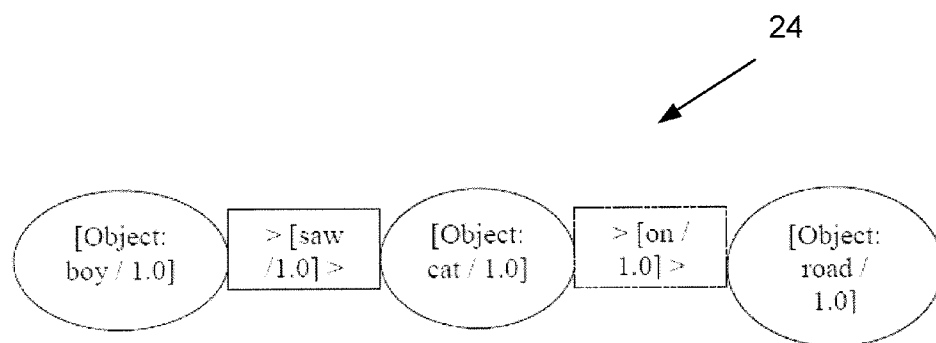 24
[Object:
boy / 1.0]
> [saw
/1.0] >
[Object:
cat / 1.0]
> [on /
1.0] >
[Object:
road /
1.0]